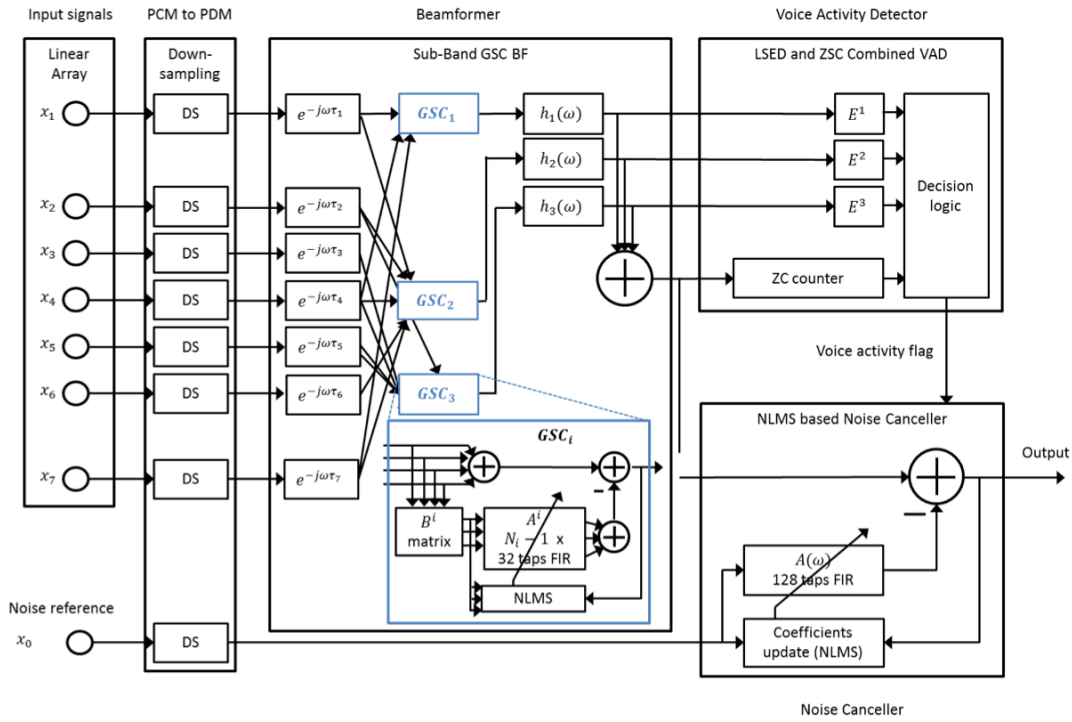 Input signals
PCM to PDM
Beamformer
Voice Activity Detector
Linear
Array
Down-
sampling
Sub-Band GSC BF
LSED and ZSC Combined VAD
x₁
DS
e^{-jωτ₁}
GSC₁
h₁(ω)
E¹
h₂(ω)
E²
x₂
DS
e^{-jωτ₂}
h₃(ω)
E³
Decision
logic
x₃
DS
e^{-jωτ₃}
x₄
DS
e^{-jωτ₄}
GSC₂
ZC counter
x₅
DS
e^{-jωτ₅}
Voice activity flag
x₆
DS
e^{-jωτ₆}
GSC₃
NLMS based Noise Canceller
GSCᵢ
x₇
DS
e^{-jωτ₇}
Output
Bⁱ
matrix
Aⁱ
Nᵢ − 1 x
32 taps FIR
NLMS
A(ω)
128 taps FIR
Noise reference
x₀
DS
Coefficients
update (NLMS)
Noise Canceller